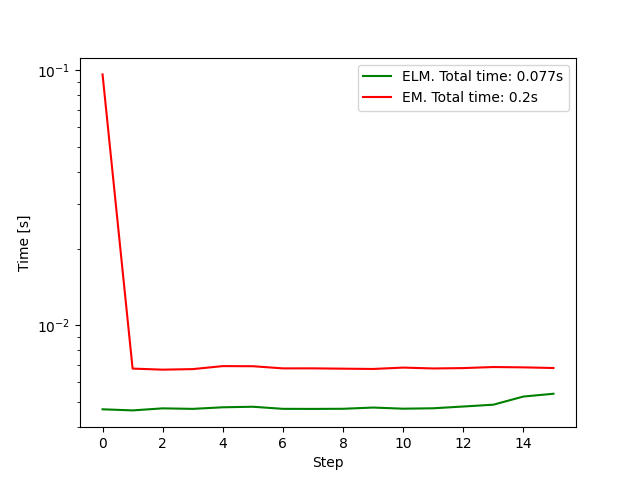 ELM. Total time: 0.077s
EM. Total time: 0.2s
10⁻¹
10⁻²
Time [s]
0 2 4 6 8 10 12 14
Step